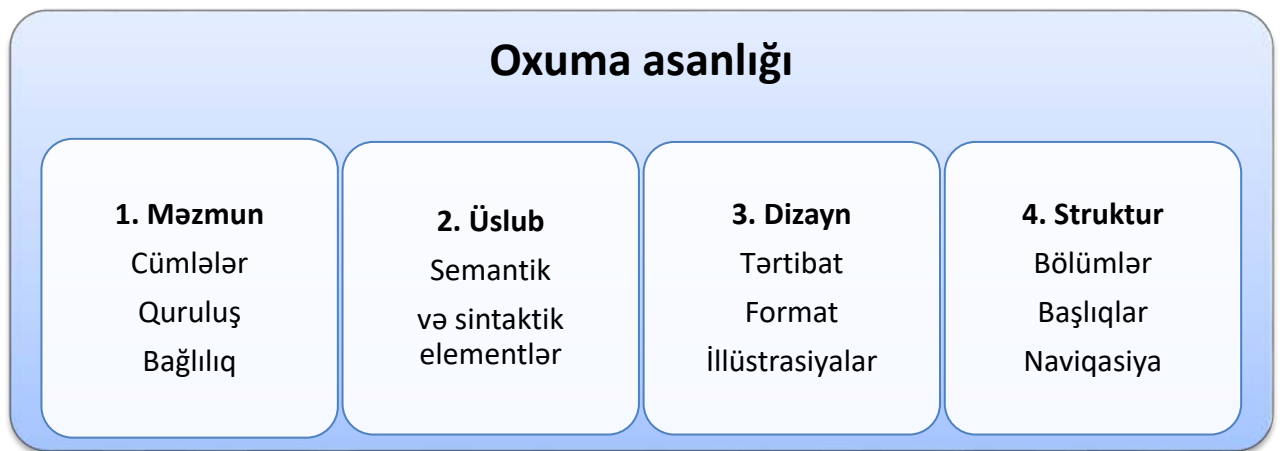 Oxuma asanlığı
1. Məzmun
Cümlələr
Quruluş
Bağlılıq
2. Üslub
Semantik
və sintaktik
elementlər
3. Dizayn
Tərtibat
Format
İllüstrasiyalar
4. Struktur
Bölümlər
Başlıqlar
Naviqasiya